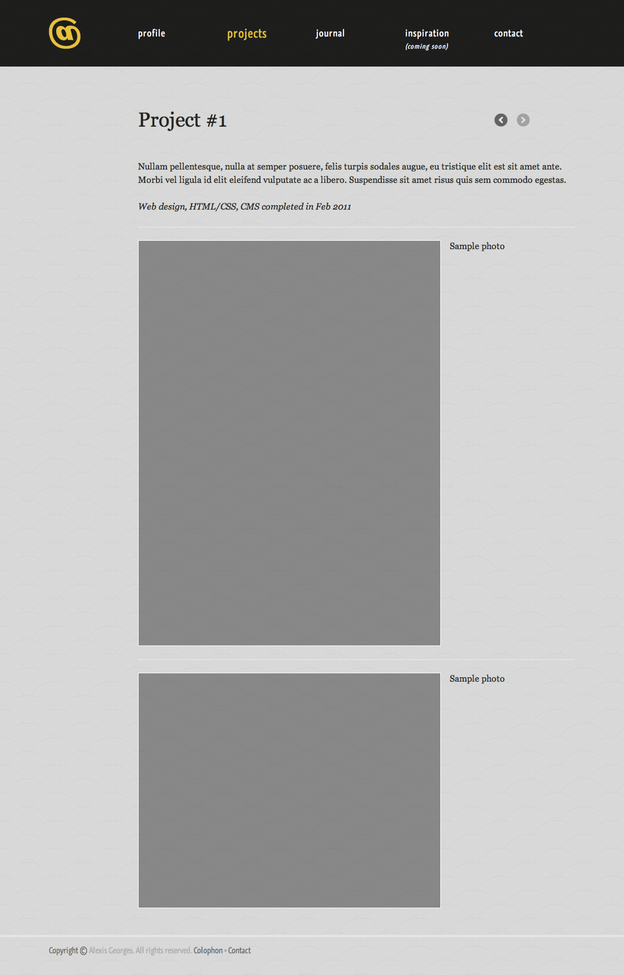 profile
projects
journal
inspiration
(coming soon)
contact
Project #1
Nullam pellentesque, nulla at semper posuere, felis turpis sodales augue, eu tristique elit est sit amet ante.
Morbi vel ligula id elit eleifend vulputate ac a libero. Suspendisse sit amet risus quis sem commodo egestas.
Web design, HTML/CSS, CMS completed in Feb 2011
Sample photo
Sample photo
Copyright © Alexis Georges. All rights reserved. Colophon - Contact